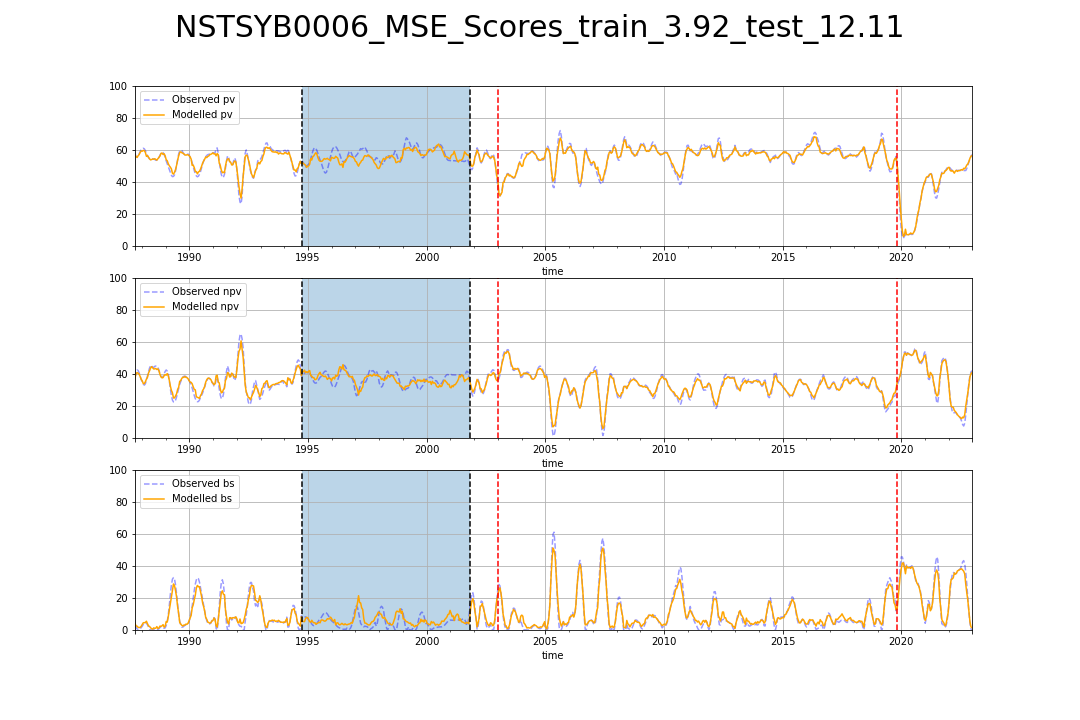 NSTSYB0006_MSE_Scores_train_3.92_test_12.11
100
80
60
40
20
0
Observed pv
Modelled pv
1990 1995 2000 2005 2010 2015 2020
time
100
80
60
40
20
0
Observed npv
Modelled npv
1990 1995 2000 2005 2010 2015 2020
time
100
80
60
40
20
0
Observed bs
Modelled bs
1990 1995 2000 2005 2010 2015 2020
time